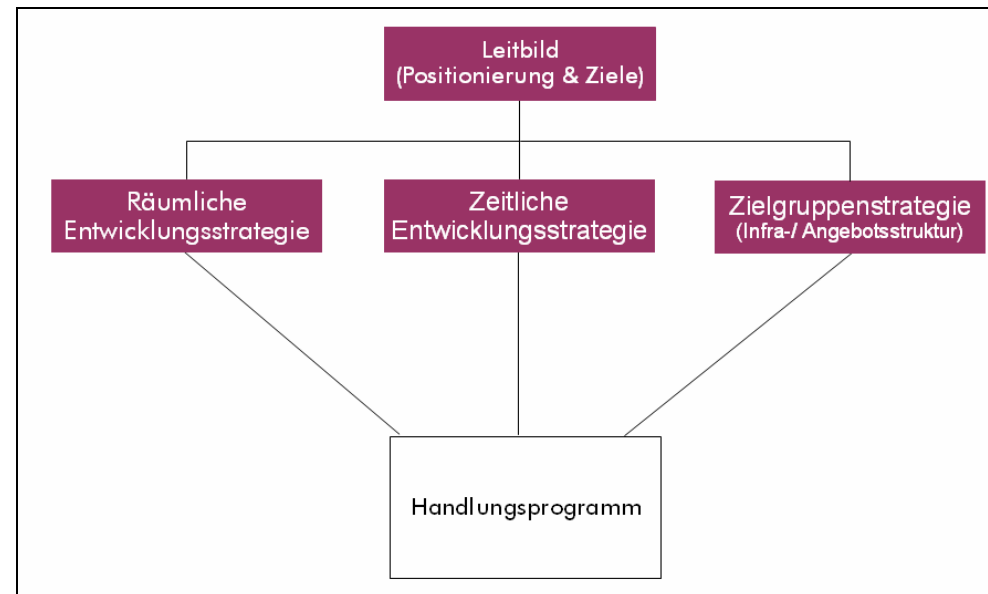 Leitbild
(Positionierung & Ziele)
Räumliche
Entwicklungsstrategie
Zeitliche
Entwicklungsstrategie
Zielgruppenstrategie
(Infra-/ Angebotsstruktur)
Handlungsprogramm